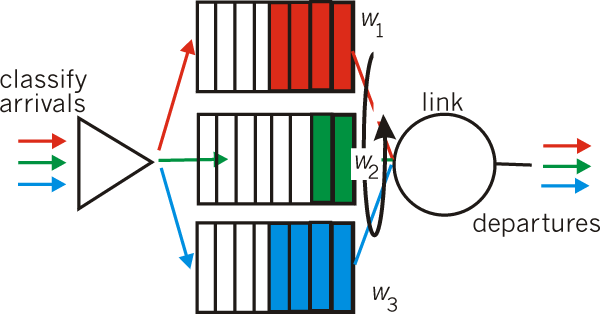 w1
classify
arrivals
link
w2
departures
w3